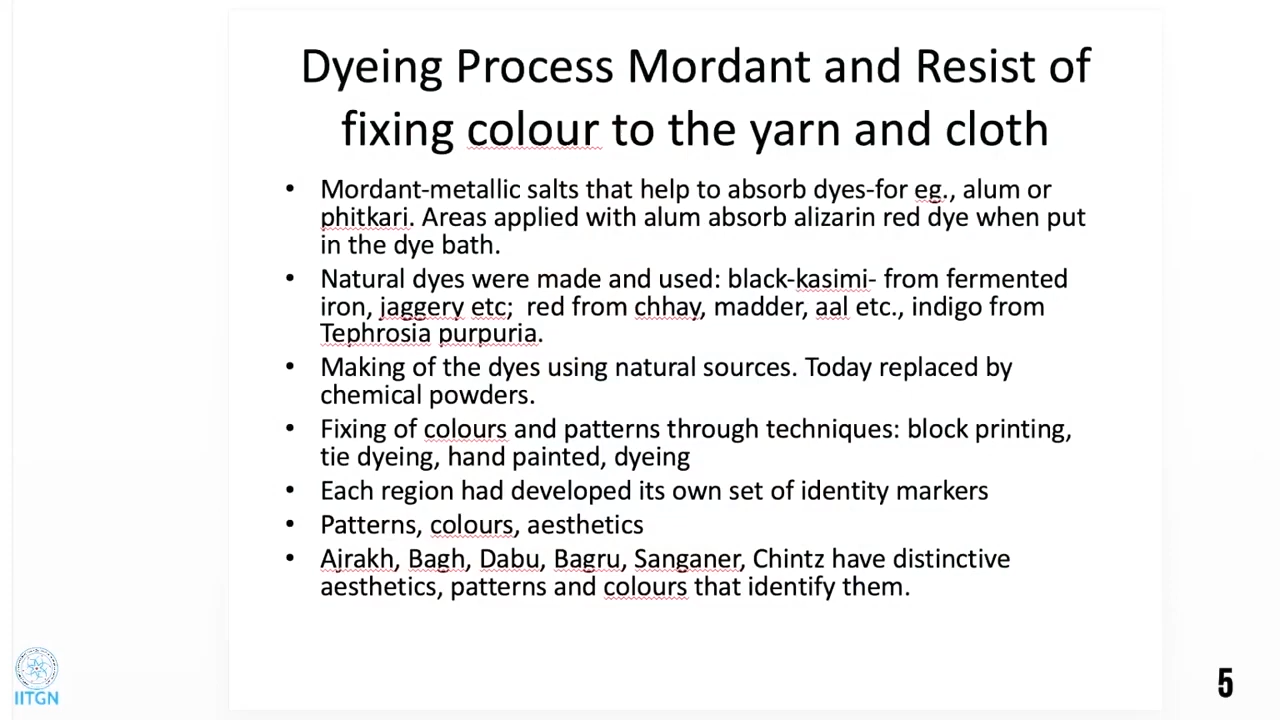 Dyeing Process Mordant and Resist of
fixing colour to the yarn and cloth
• Mordant-metallic salts that help to absorb dyes-for eg., alum or
phitkari. Areas applied with alum absorb alizarin red dye when put
in the dye bath.
• Natural dyes were made and used: black-kasimi- from fermented
iron, jaggery etc; red from chhay, madder, aal etc., indigo from
Tephrosia purpuria.
• Making of the dyes using natural sources. Today replaced by
chemical powders.
• Fixing of colours and patterns through techniques: block printing,
tie dyeing, hand painted, dyeing
• Each region had developed its own set of identity markers
• Patterns, colours, aesthetics
• Ajrakh, Bagh, Dabu, Bagru, Sanganer, Chintz have distinctive
aesthetics, patterns and colours that identify them.
IITGN
5